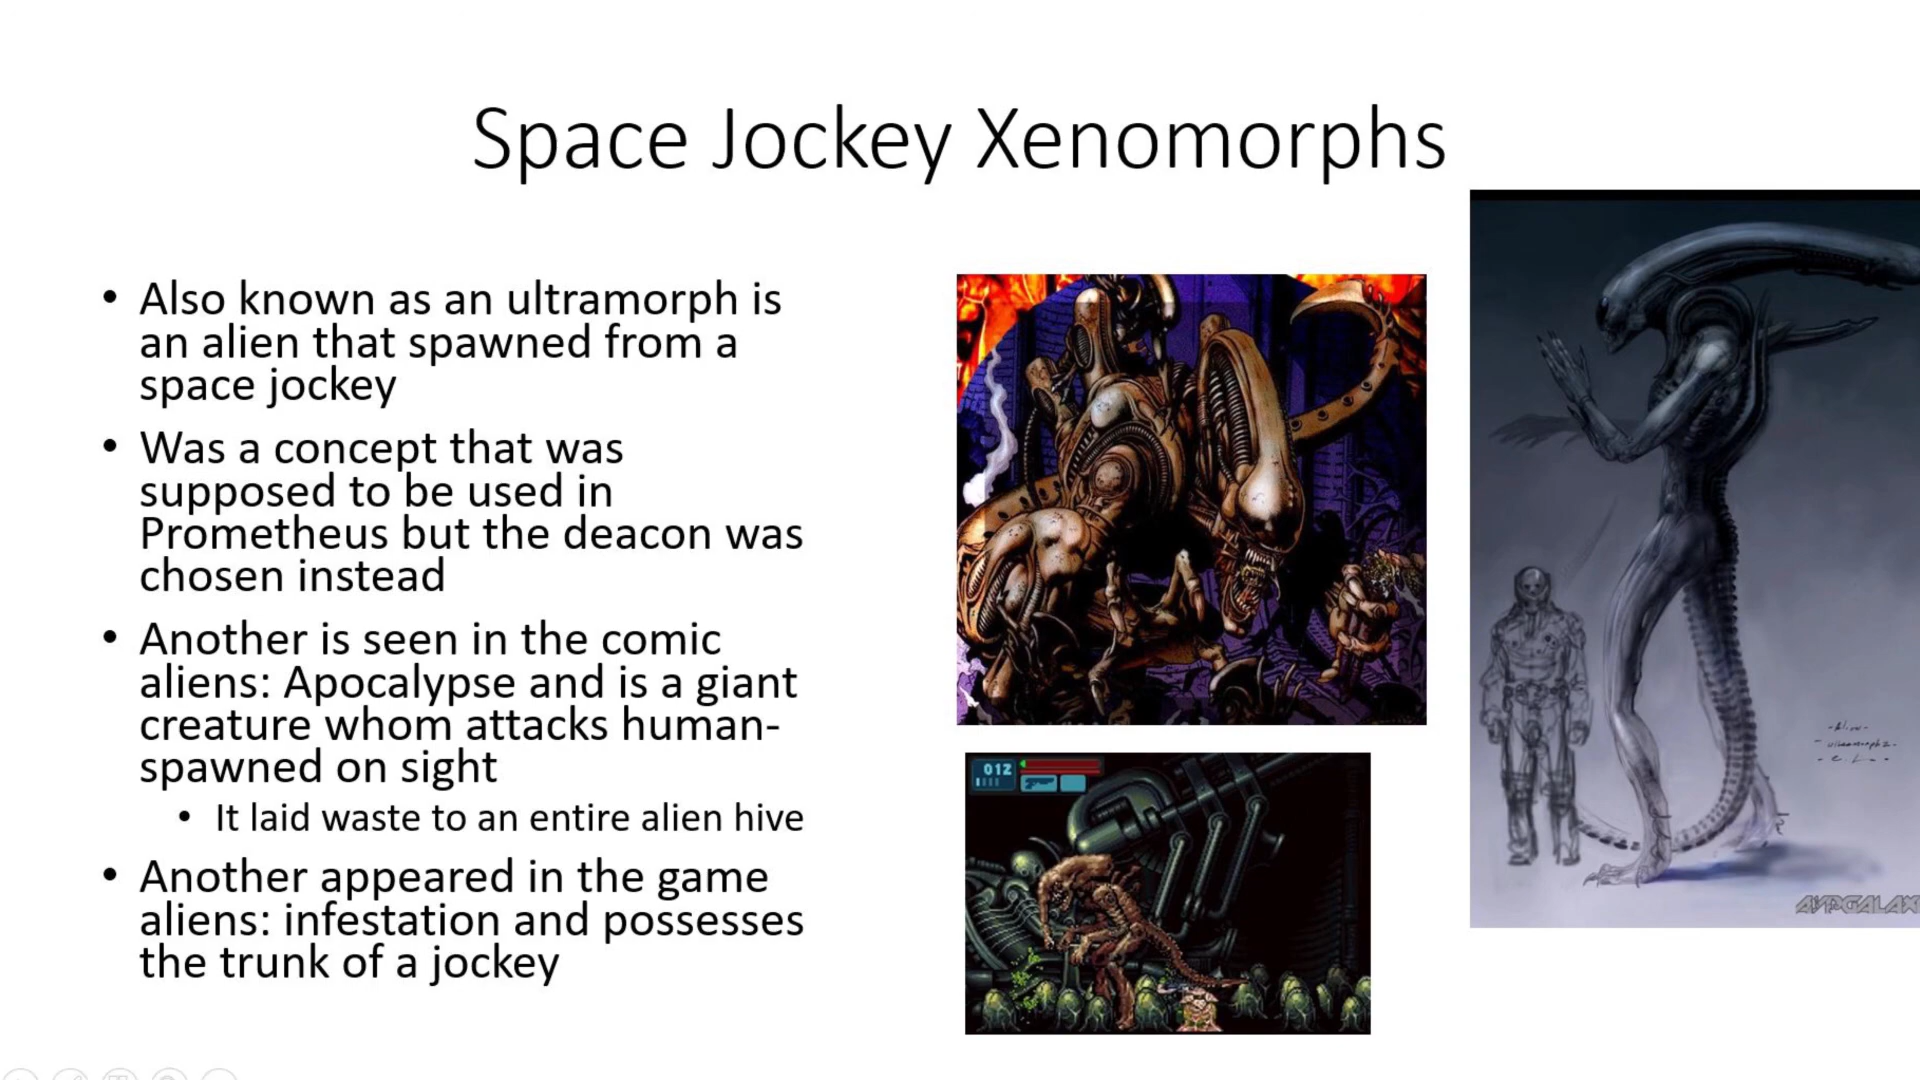 Space Jockey Xenomorphs
• Also known as an ultramorph is
an alien that spawned from a
space jockey
• Was a concept that was
supposed to be used in
Prometheus but the deacon was
chosen instead
• Another is seen in the comic
aliens: Apocalypse and is a giant
creature whom attacks human-
spawned on sight
• It laid waste to an entire alien hive
• Another appeared in the game
aliens: infestation and possesses
the trunk of a jockey
012